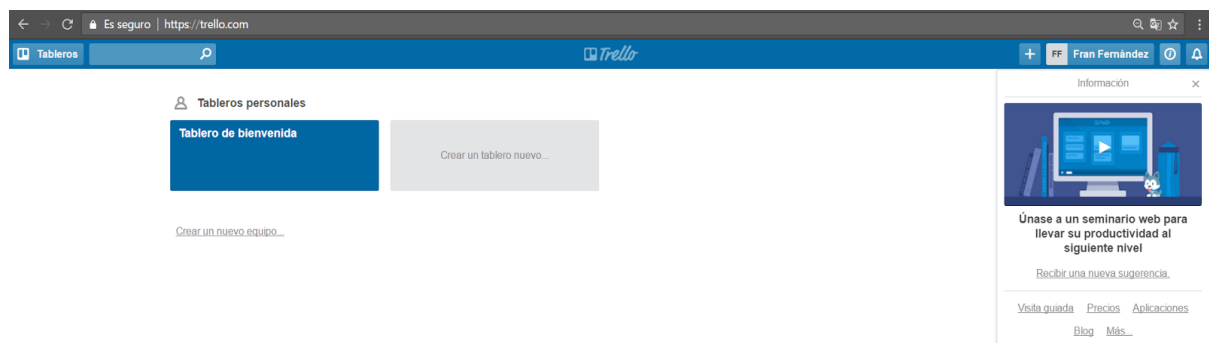 Es seguro | https://trello.com
Tableros
Trello
FF Fran Fernández
Información
Tableros personales
Tablero de bienvenida
Crear un tablero nuevo...
Crear un nuevo equipo...
Únase a un seminario web para
llevar su productividad al
siguiente nivel
Recibir una nueva sugerencia.
Visita guiada Precios Aplicaciones
Blog Más...